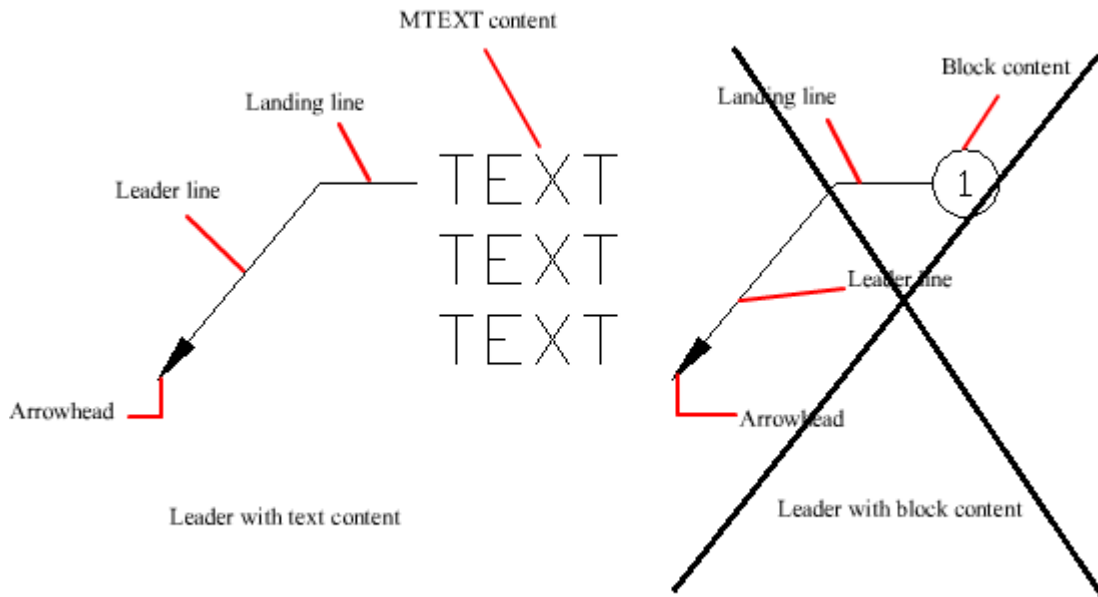 MTEXT content
Landing line
Leader line
TEXT
TEXT
TEXT
Arrowhead
Leader with text content
Block content
Landing line
1
Leader line
Arrowhead
Leader with block content